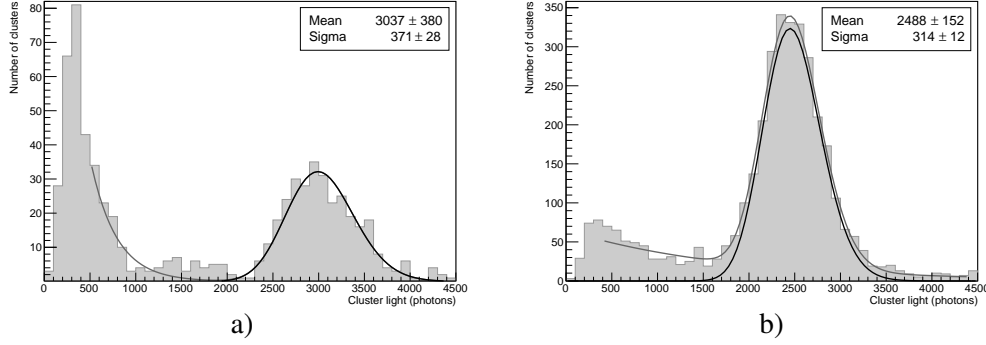 Number of clusters
80
70
60
50
40
30
20
10
0 500 1000 1500 2000 2500 3000 3500 4000 4500
Cluster light (photons)
Mean 3037 ± 380
Sigma 371 ± 28
a)
Number of clusters
350
300
250
200
150
100
50
0
0 500 1000 1500 2000 2500 3000 3500 4000 4500
Cluster light (photons)
Mean 2488 ± 152
Sigma 314 ± 12
b)